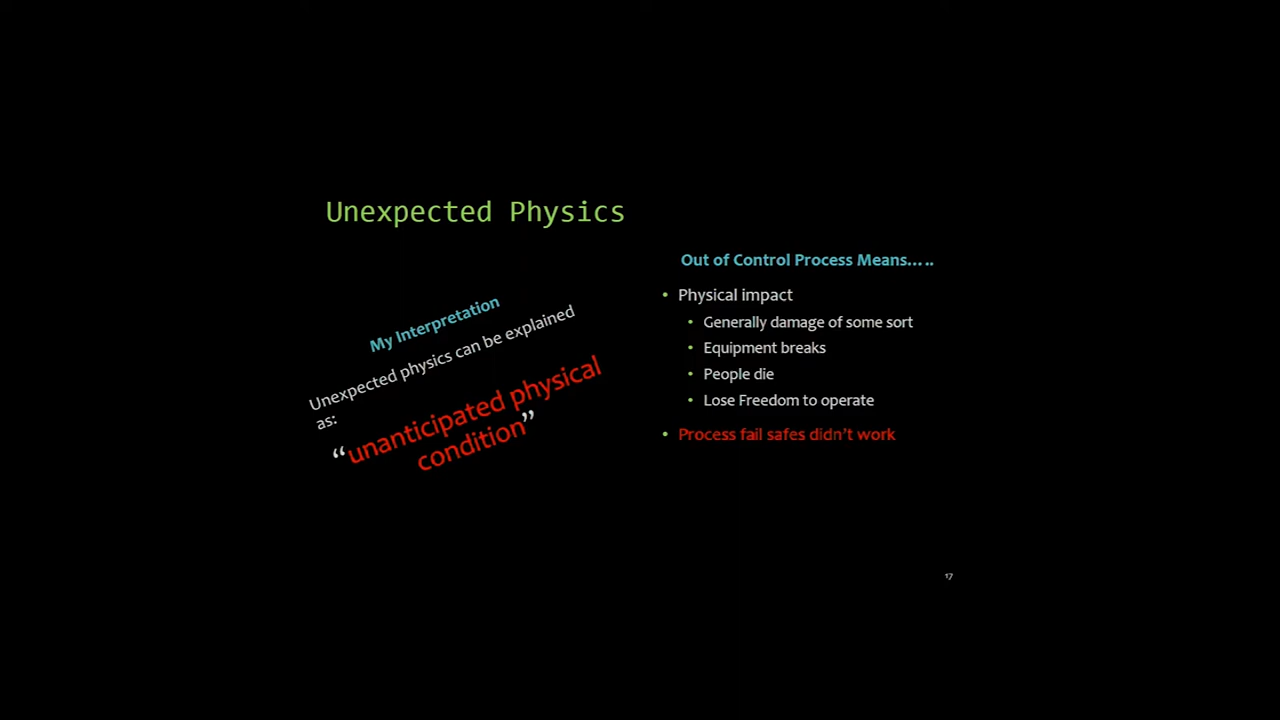 Unexpected Physics
My Interpretation
Unexpected physics can be explained
as:
“unanticipated physical
condition”
Out of Control Process Means…..
• Physical impact
• Generally damage of some sort
• Equipment breaks
• People die
• Lose Freedom to operate
• Process fail safes didn’t work
17